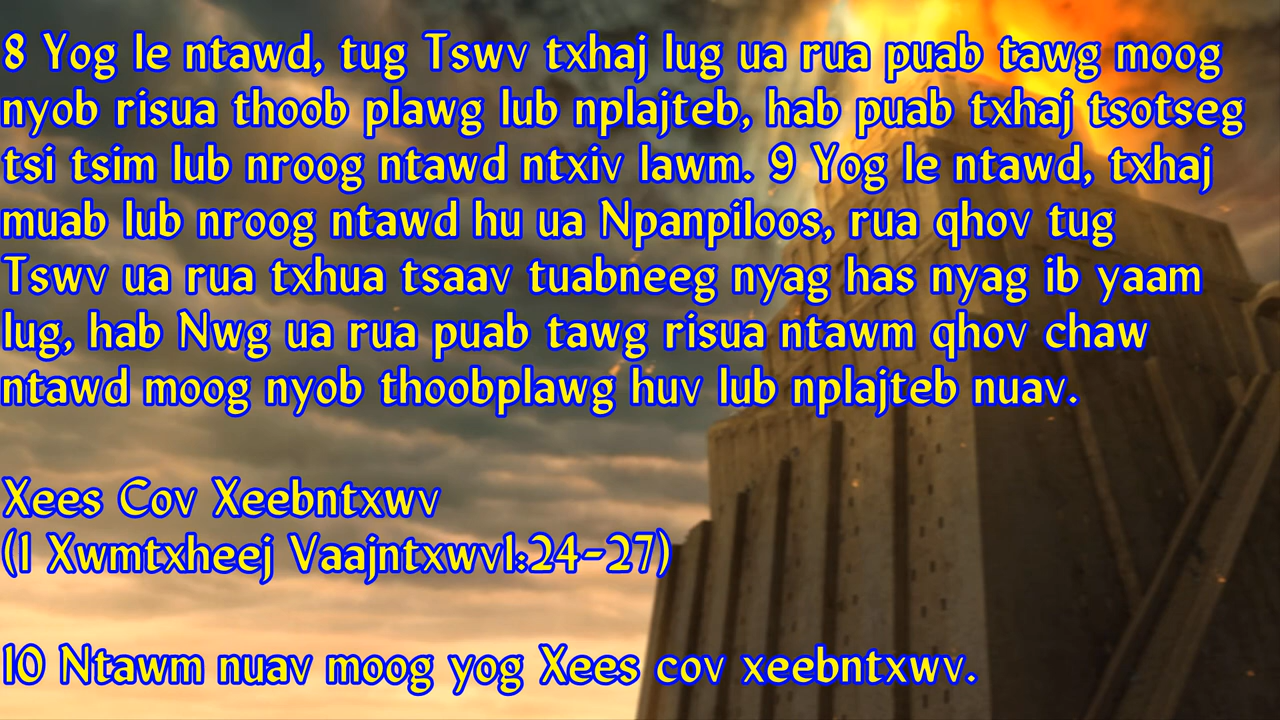 8 Yog le ntawd, tug Tswv txhaj lug ua rua puab tawg moog
nyob risua thoob plawg lub nplajteb, hab puab txhaj tsotseg
tsi tsim lub nroog ntawd ntxiv lawm. 9 Yog le ntawd, txhaj
muab lub nroog ntawd hu ua Npanpiloos, rua qhov tug
Tswv ua rua txhua tsaav tuabneeg nyag has nyag ib yaam
lug, hab Nwg ua rua puab tawg risua ntawm qhov chaw
ntawd moog nyob thoobplawg huv lub nplajteb nuav.
Xees Cov Xeebntxwv
(1 Xwmtxheej Vaajntxwv1:24-27)
10 Ntawm nuav moog yog Xees cov xeebntxwv.